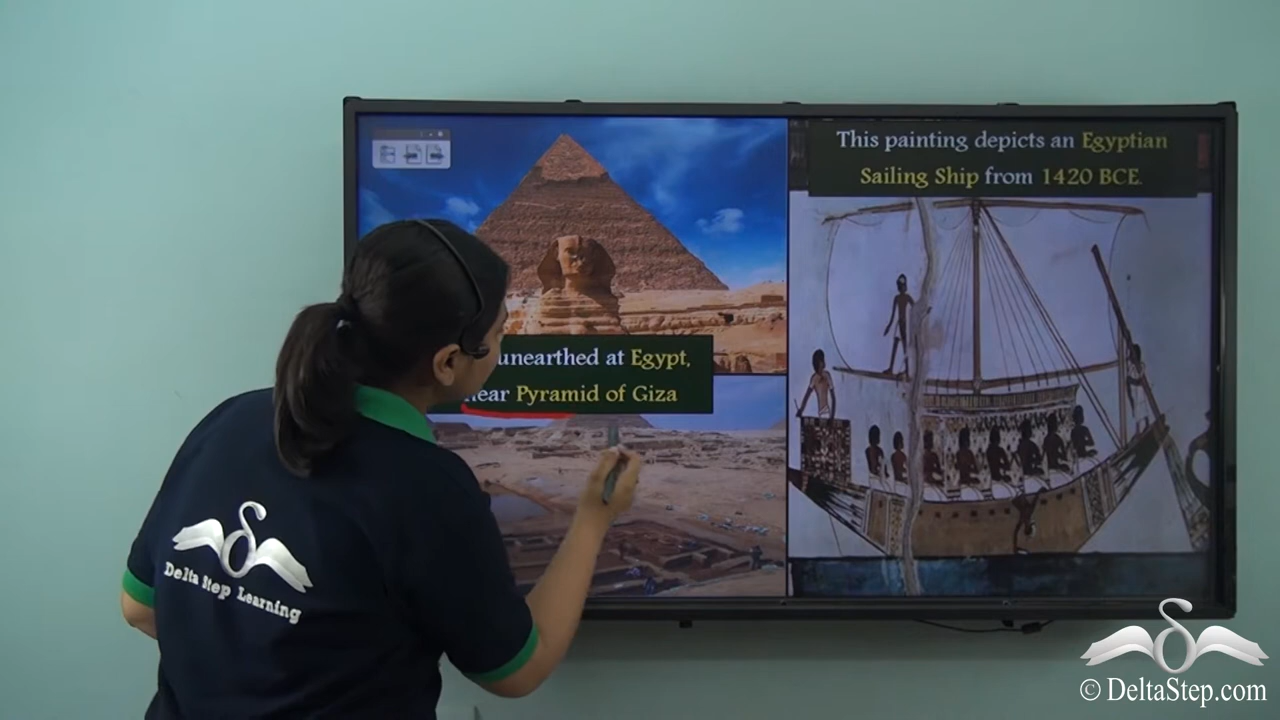 This painting depicts an Egyptian
Sailing Ship from 1420 BCE.
unearthed at Egypt,
near Pyramid of Giza
Delta Step Learning
© DeltaStep.com